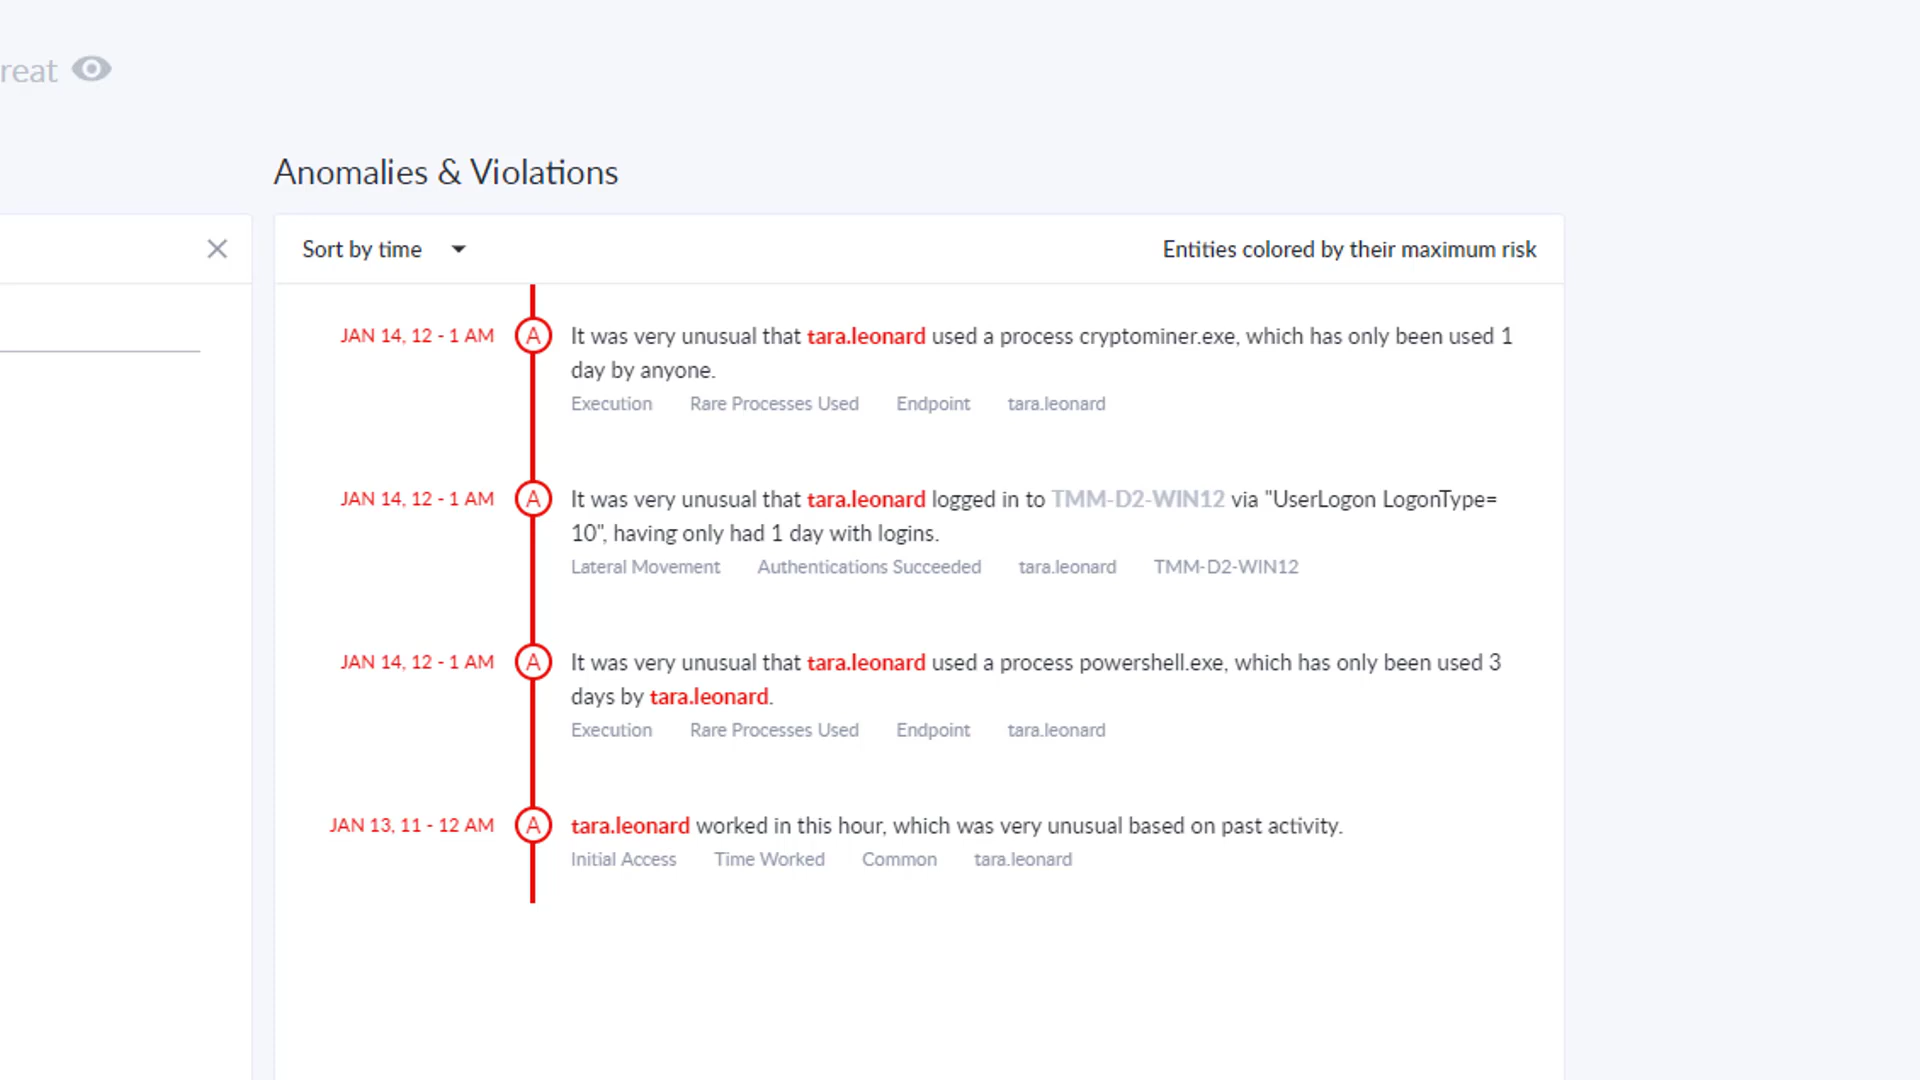 reat
Anomalies & Violations
Sort by time
Entities colored by their maximum risk
JAN 14, 12 - 1 AM
A
It was very unusual that tara.leonard used a process cryptominer.exe, which has only been used 1
day by anyone.
Execution Rare Processes Used Endpoint tara.leonard
JAN 14, 12 - 1 AM
A
It was very unusual that tara.leonard logged in to TMM-D2-WIN12 via "UserLogon LogonType=
10", having only had 1 day with logins.
Lateral Movement Authentications Succeeded tara.leonard TMM-D2-WIN12
JAN 14, 12 - 1 AM
A
It was very unusual that tara.leonard used a process powershell.exe, which has only been used 3
days by tara.leonard.
Execution Rare Processes Used Endpoint tara.leonard
JAN 13, 11 - 12 AM
A
tara.leonard worked in this hour, which was very unusual based on past activity.
Initial Access Time Worked Common tara.leonard